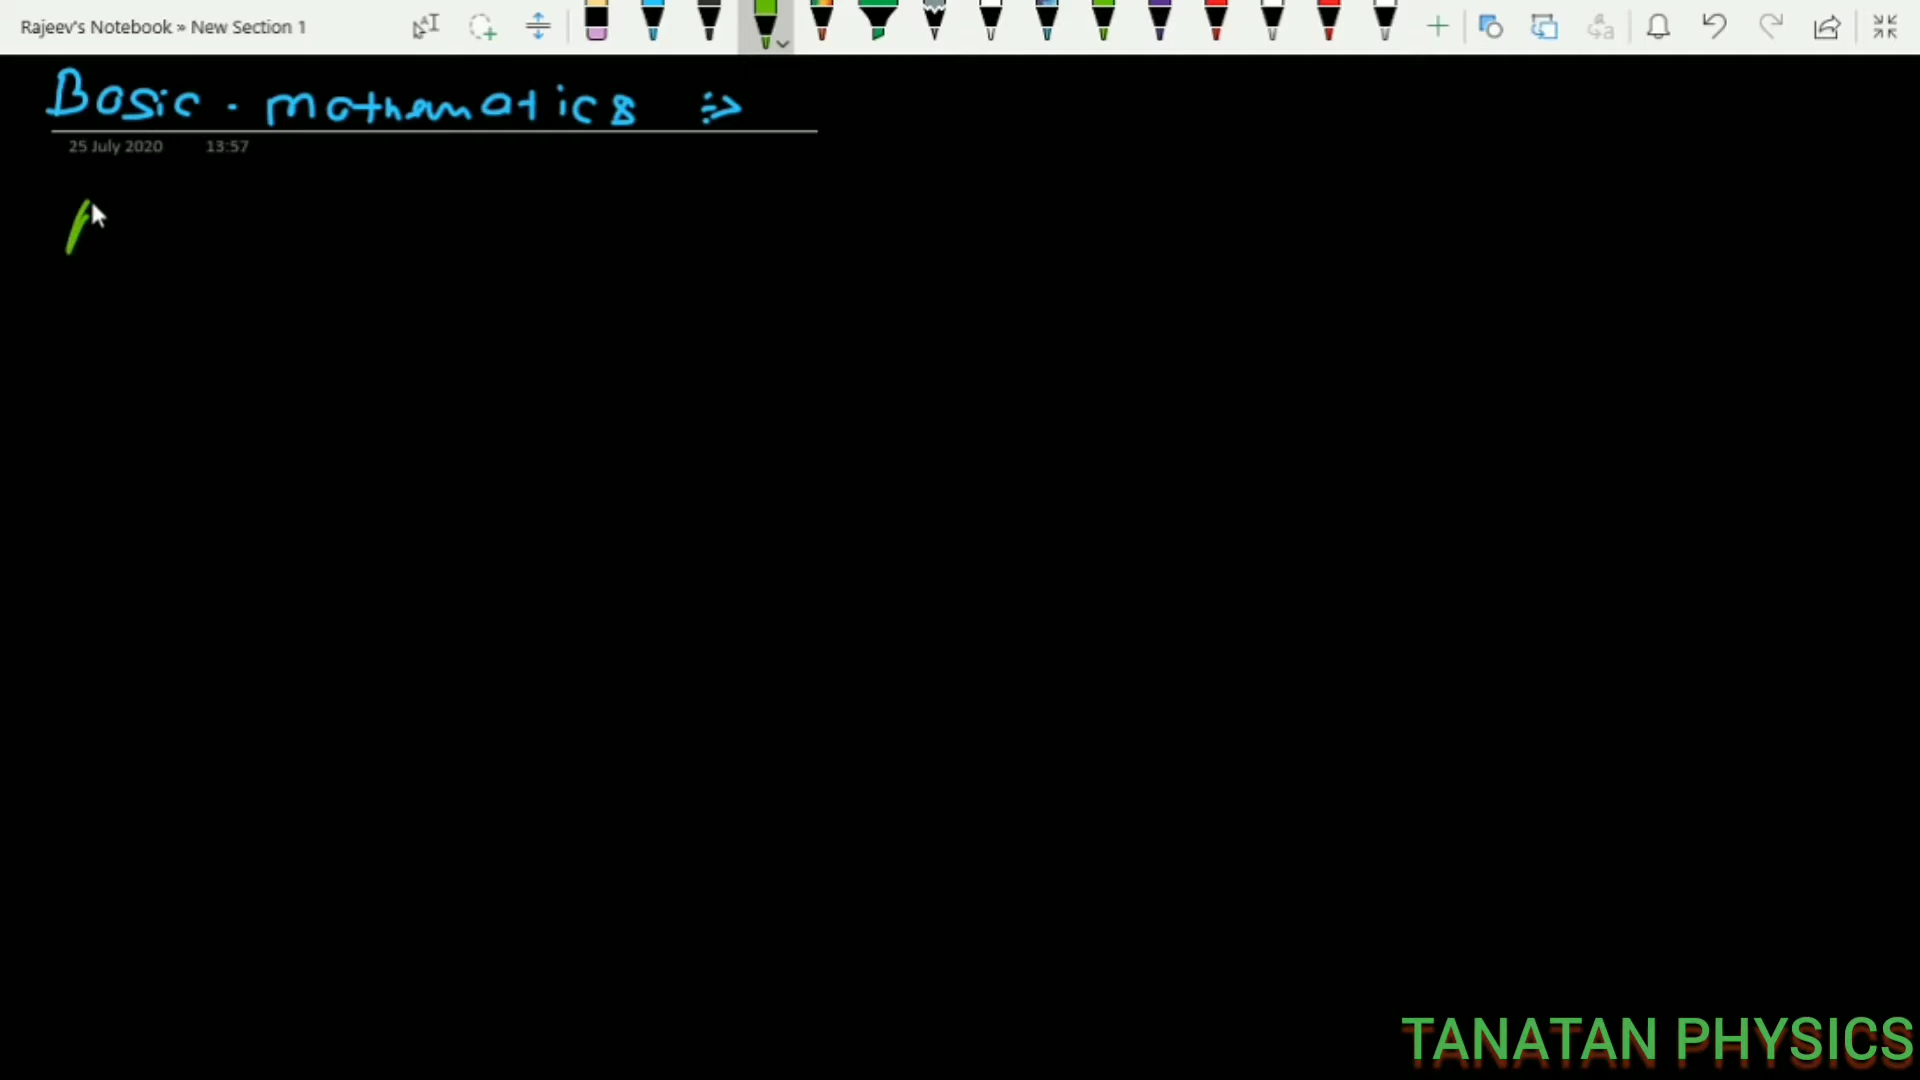 Rajeev's Notebook » New Section 1
Basic . mathematics ⇒
25 July 2020 13:57
TANATAN PHYSICS